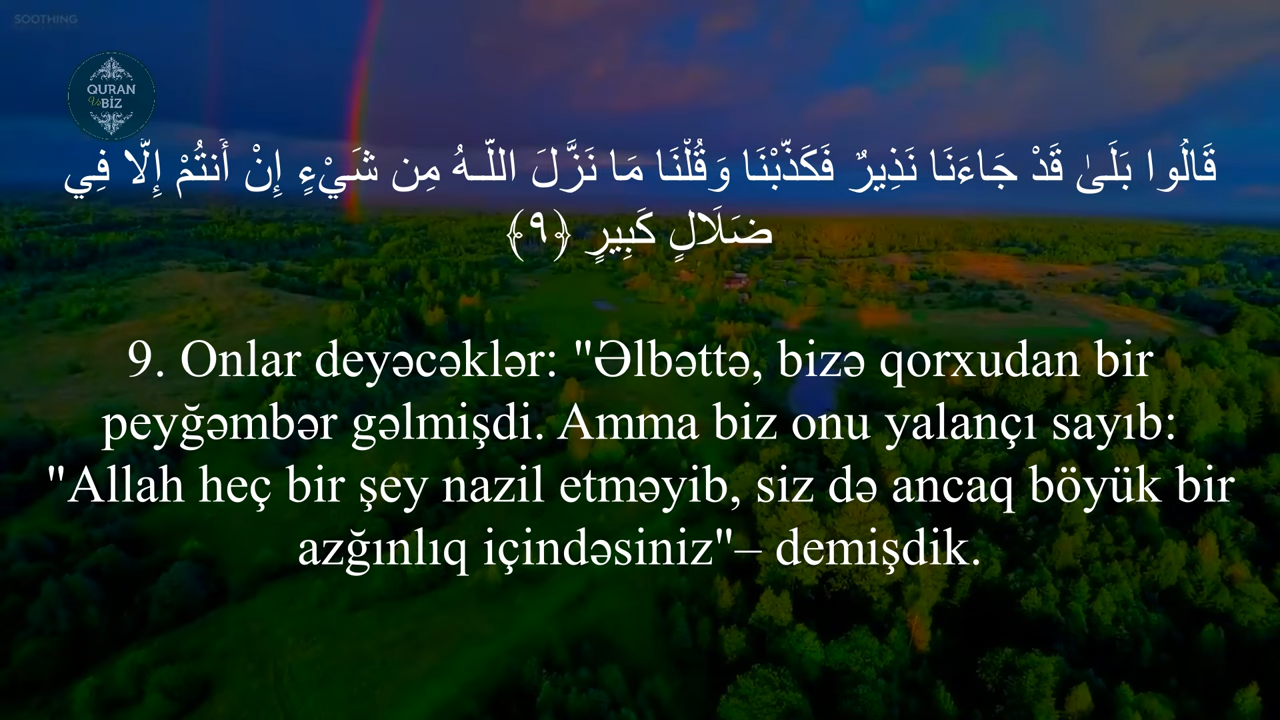 SOOTHING
QURAN
Və
BİZ
قَالُوا بَلَىٰ قَدْ جَاءَنَا نَذِيرٌ فَكَذَّبْنَا وَقُلْنَا مَا نَزَّلَ اللَّـهُ مِن شَيْءٍ إِنْ أَنتُمْ إِلَّا فِي
ضَلَالٍ كَبِيرٍ ﴿٩﴾
9. Onlar deyəcəklər: "Əlbəttə, bizə qorxudan bir
peyğəmbər gəlmişdi. Amma biz onu yalançı sayıb:
"Allah heç bir şey nazil etməyib, siz də ancaq böyük bir
azğınlıq içindəsiniz"– demişdik.